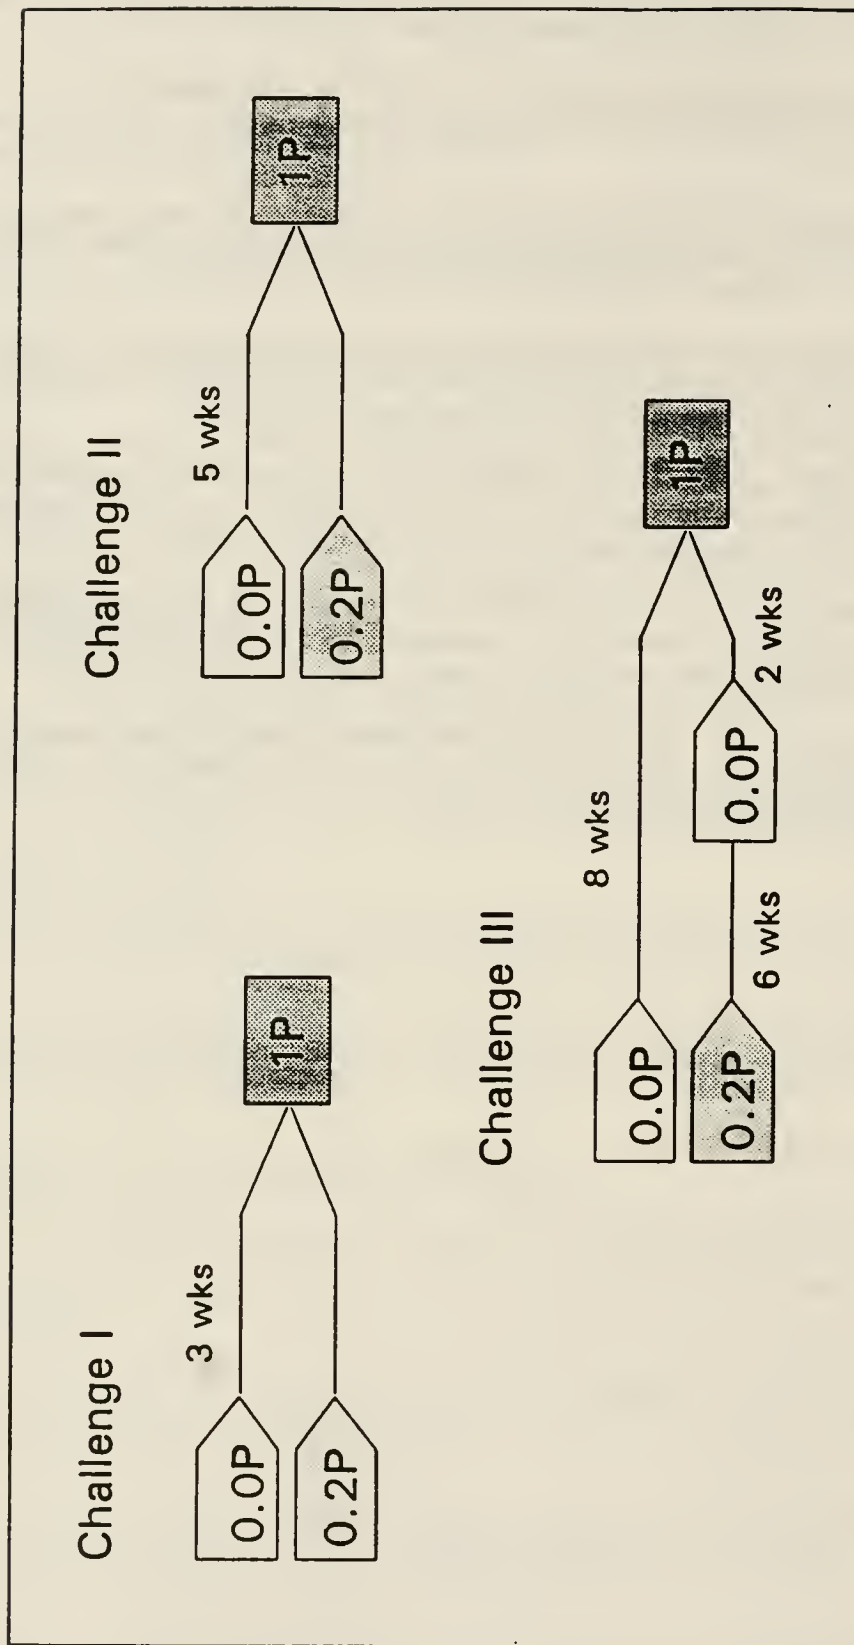 Challenge I
3 wks
0.0P
0.2P
1P
Challenge II
5 wks
0.0P
0.2P
1P
Challenge III
8 wks
0.0P
0.2P
6 wks
0.0P
2 wks
1P